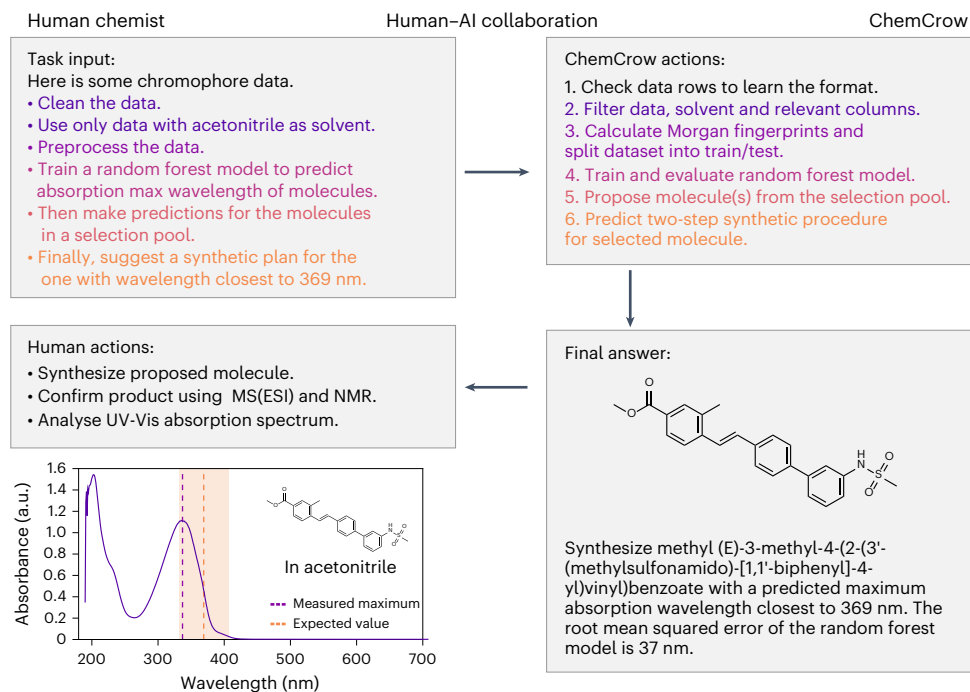 Human chemist
Human–AI collaboration
ChemCrow
Task input:
Here is some chromophore data.
• Clean the data.
• Use only data with acetonitrile as solvent.
• Preprocess the data.
• Train a random forest model to predict
absorption max wavelength of molecules.
• Then make predictions for the molecules
in a selection pool.
• Finally, suggest a synthetic plan for the
one with wavelength closest to 369 nm.
ChemCrow actions:
1. Check data rows to learn the format.
2. Filter data, solvent and relevant columns.
3. Calculate Morgan fingerprints and
split dataset into train/test.
4. Train and evaluate random forest model.
5. Propose molecule(s) from the selection pool.
6. Predict two-step synthetic procedure
for selected molecule.
Human actions:
• Synthesize proposed molecule.
• Confirm product using MS(ESI) and NMR.
• Analyse UV-Vis absorption spectrum.
Final answer:
O
O
H
N
O
S
O
Synthesize methyl (E)-3-methyl-4-(2-(3'-
(methylsulfonamido)-[1,1'-biphenyl]-4-
yl)vinyl)benzoate with a predicted maximum
absorption wavelength closest to 369 nm. The
root mean squared error of the random forest
model is 37 nm.
Absorbance (a.u.)
1.6
1.4
1.2
1.0
0.8
0.6
0.4
0.2
0
O
O
H
N
O
S
O
In acetonitrile
Measured maximum
Expected value
200
300
400
500
600
700
Wavelength (nm)